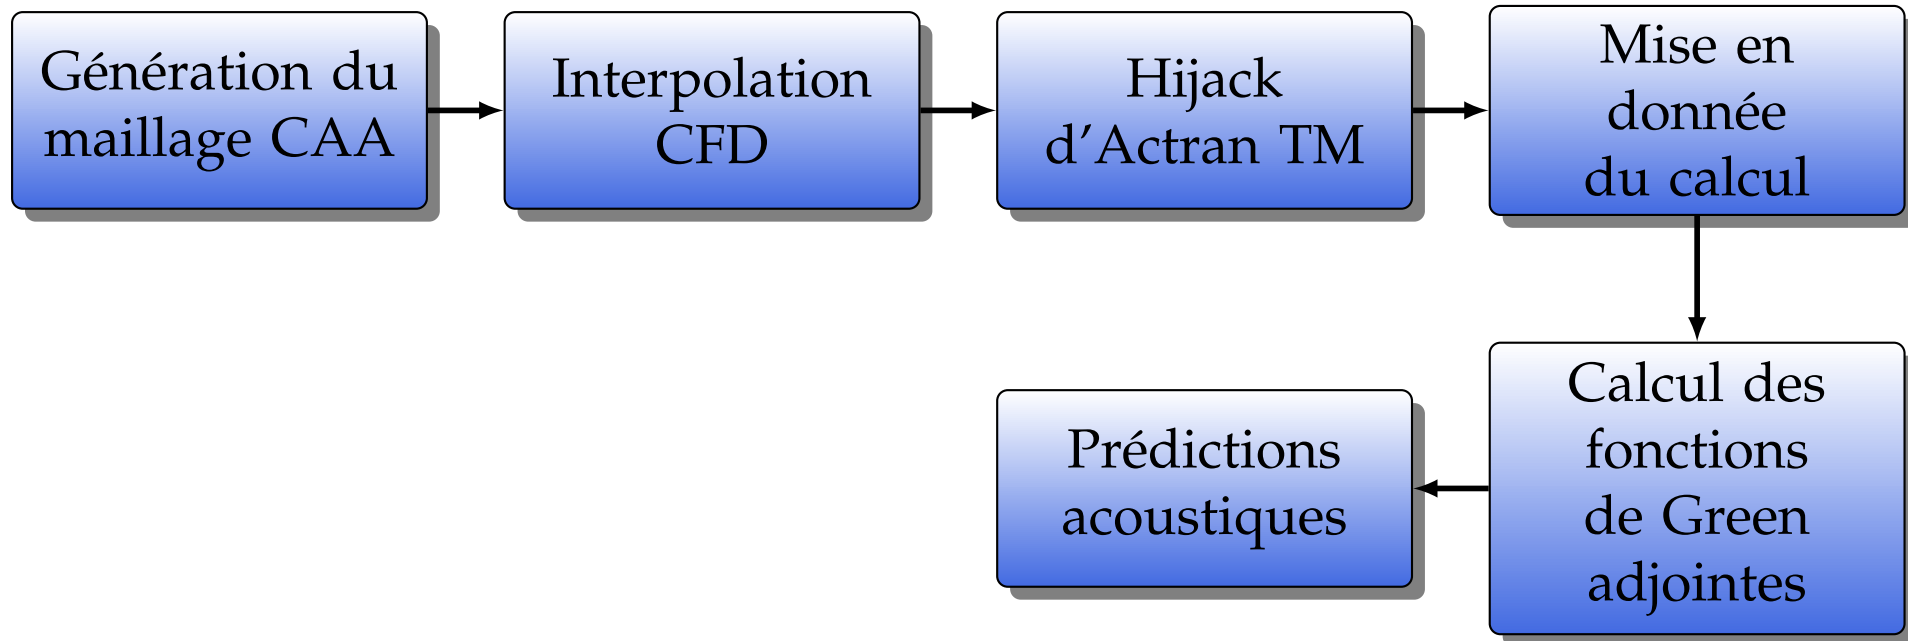 Génération du
maillage CAA
Interpolation
CFD
Hijack
d'Actran TM
Mise en
donnée
du calcul
Calcul des
fonctions
de Green
adjointes
Prédictions
acoustiques